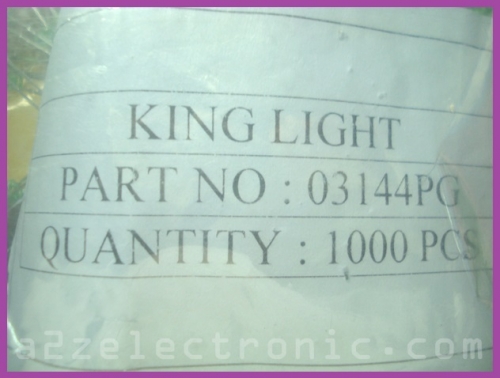 KING LIGHT
PART NO : 03144PG
QUANTITY : 1000 PCS
a2zelectronic.com